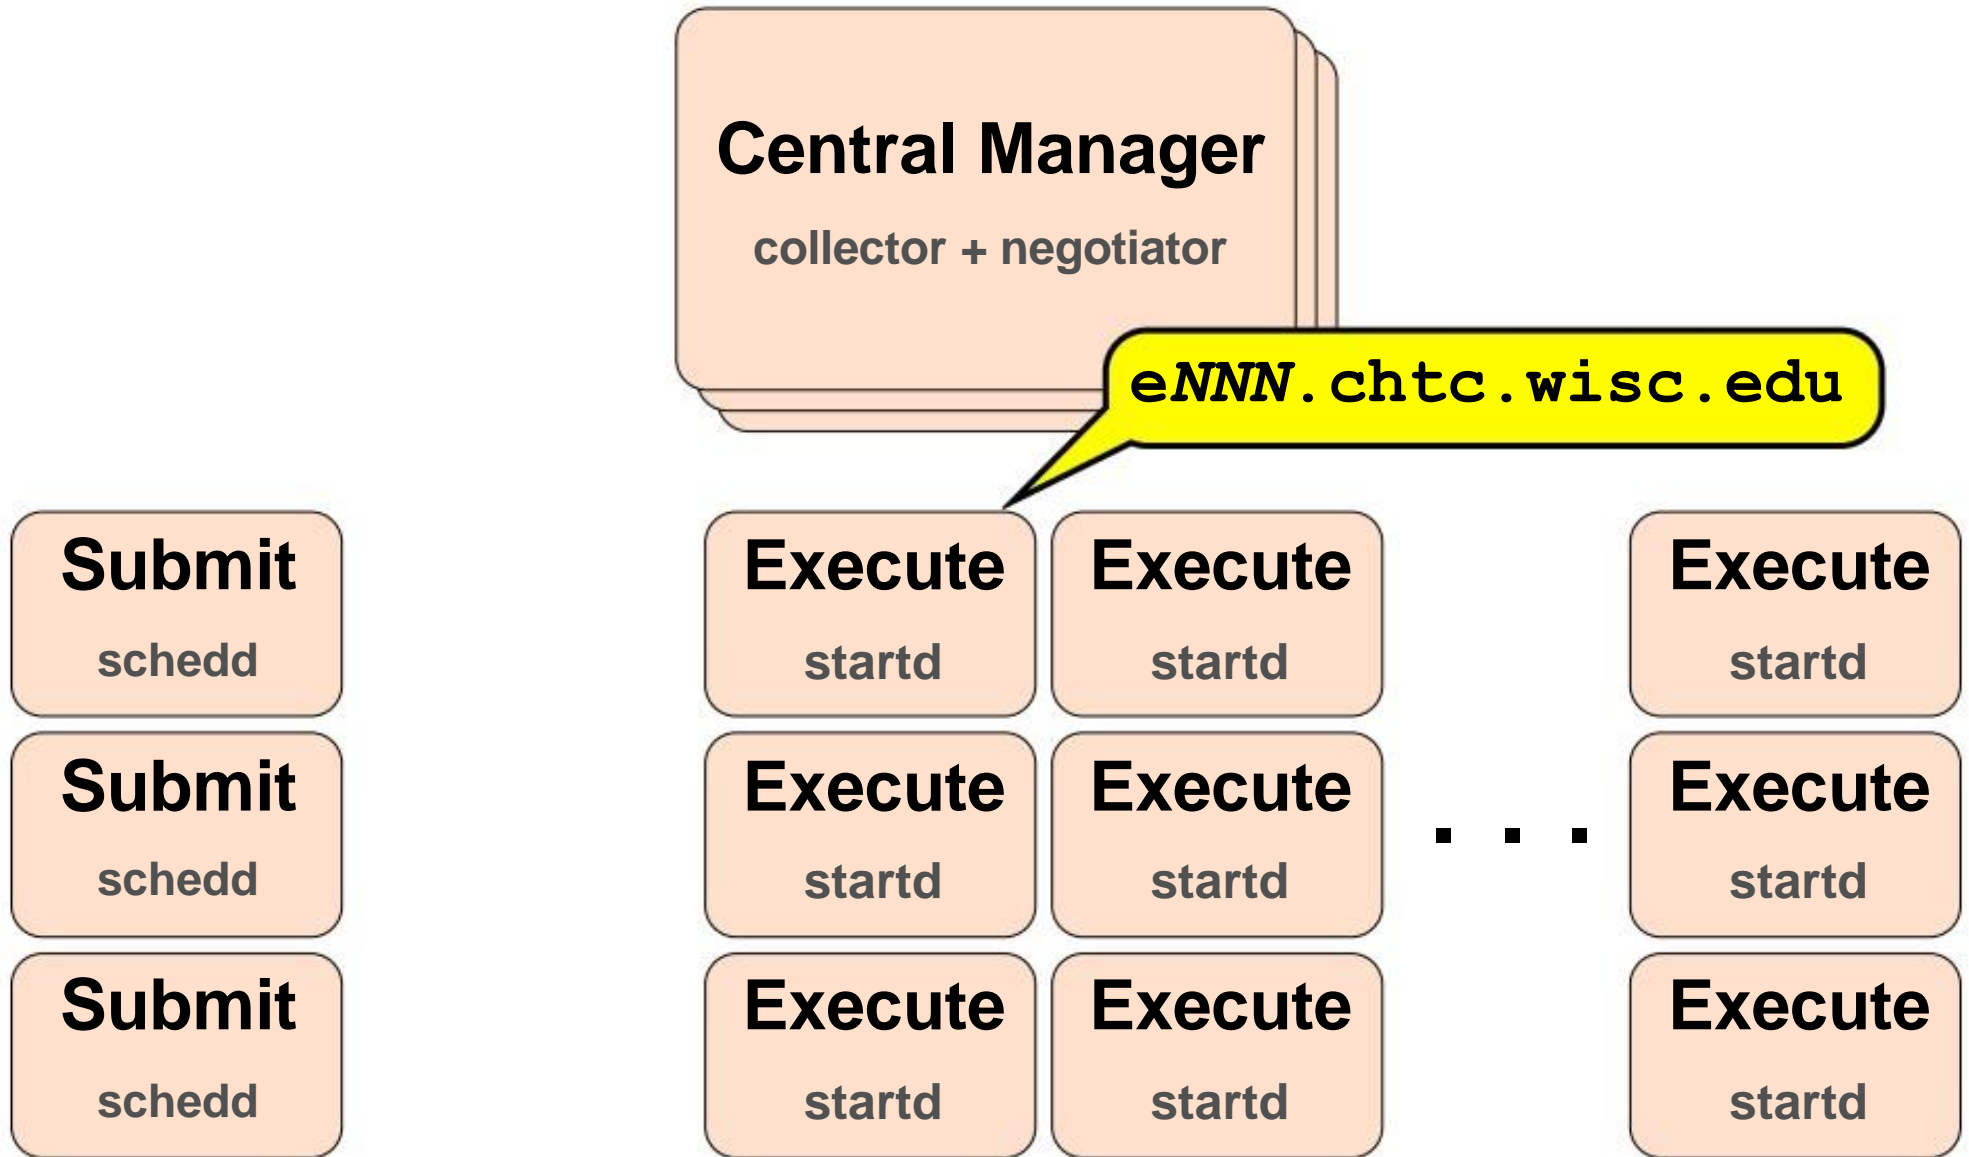 Central Manager
collector + negotiator
eNNN.chtc.wisc.edu
Submit
schedd
Execute
startd
Execute
startd
Execute
startd
Submit
schedd
Execute
startd
Execute
startd
. . .
Execute
startd
Submit
schedd
Execute
startd
Execute
startd
Execute
startd